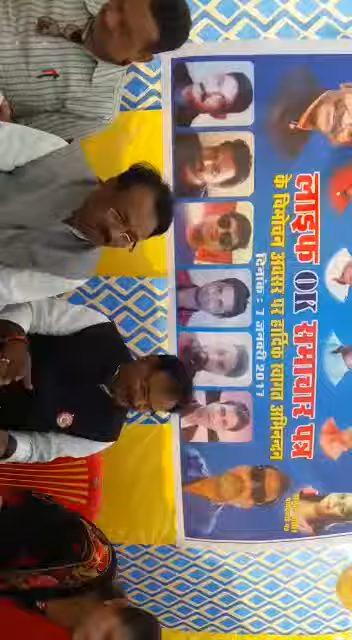 लाइफ OK समाचार पत्र
के विमोचन अवसर पर हार्दिक स्वागत अभिनन्दन
दिनांक : 7 जनवरी 2017